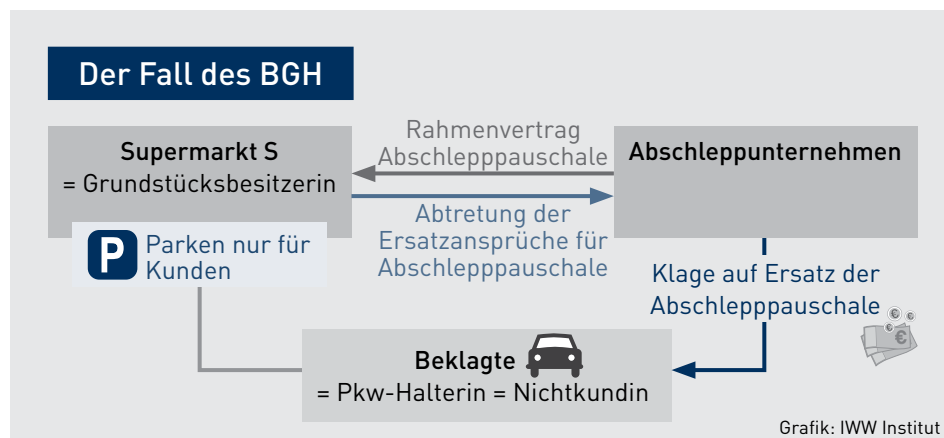 Der Fall des BGH
Supermarkt S
= Grundstücksbesitzerin
Rahmenvertrag
Abschlepppauschale
Abschleppunternehmen
Abtretung der
Ersatzansprüche für
Abschlepppauschale
P
Parken nur für
Kunden
Klage auf Ersatz der
Abschlepppauschale
€
€
€
Beklagte
= Pkw-Halterin = Nichtkundin
Grafik: IWW Institut